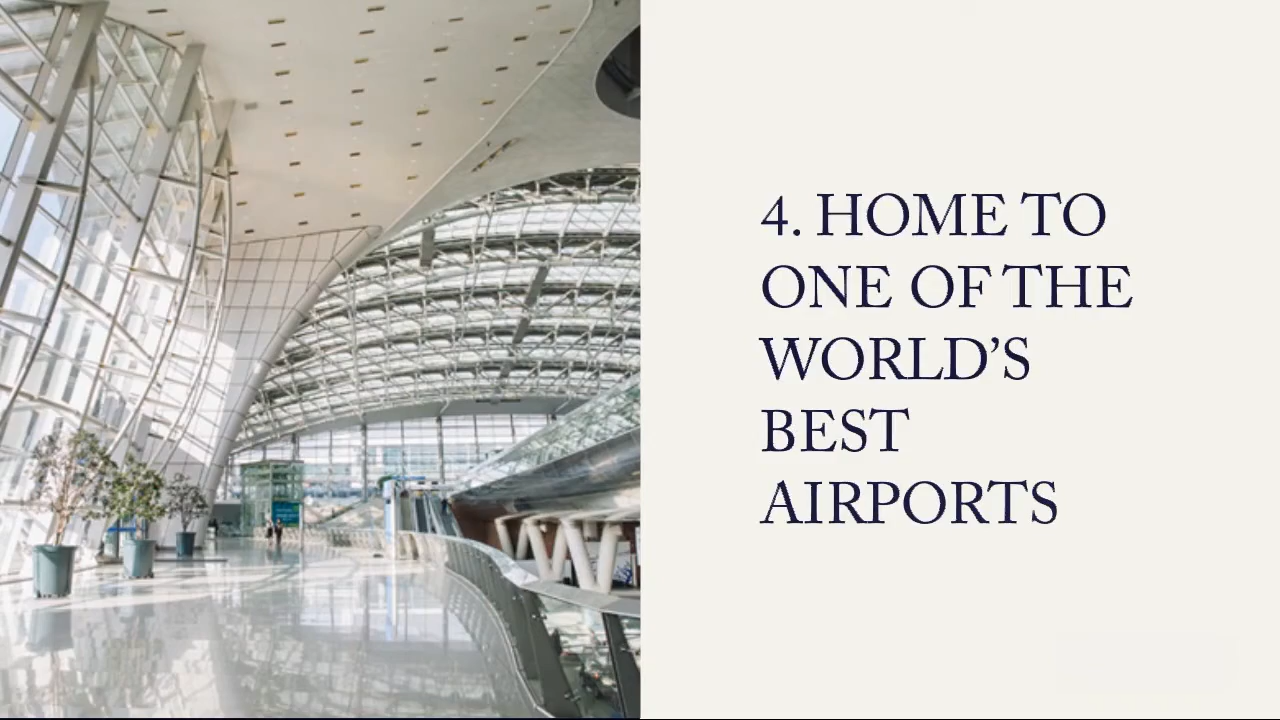 4. HOME TO
ONE OF THE
WORLD’S
BEST
AIRPORTS